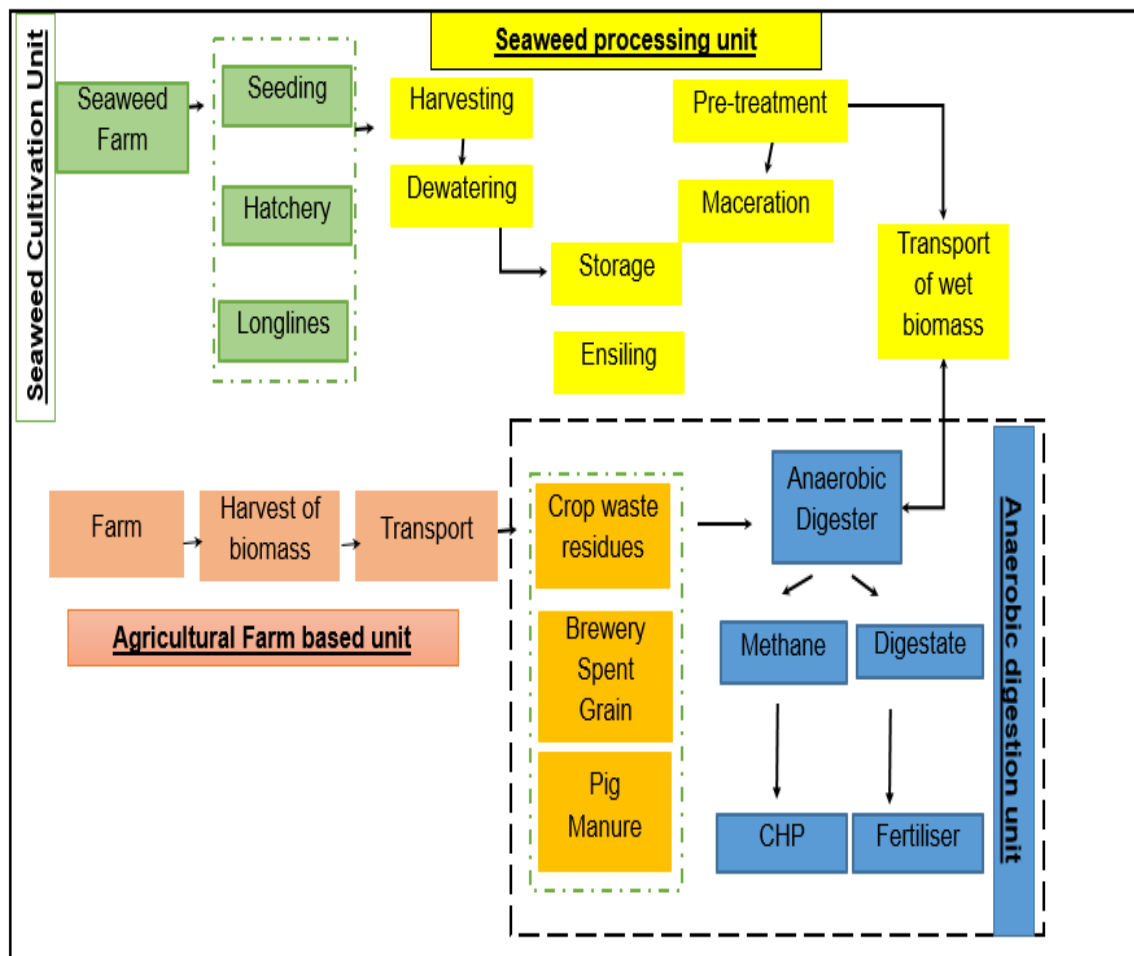 Seaweed Cultivation Unit
Seaweed processing unit
Seaweed
Farm
Seeding
Hatchery
Longlines
Harvesting
Dewatering
Storage
Ensiling
Pre-treatment
Maceration
Transport
of wet
biomass
Farm
Harvest of
biomass
Transport
Agricultural Farm based unit
Crop waste
residues
Brewery
Spent
Grain
Pig
Manure
Anaerobic
Digester
Methane
Digestate
CHP
Fertiliser
Anaerobic digestion unit